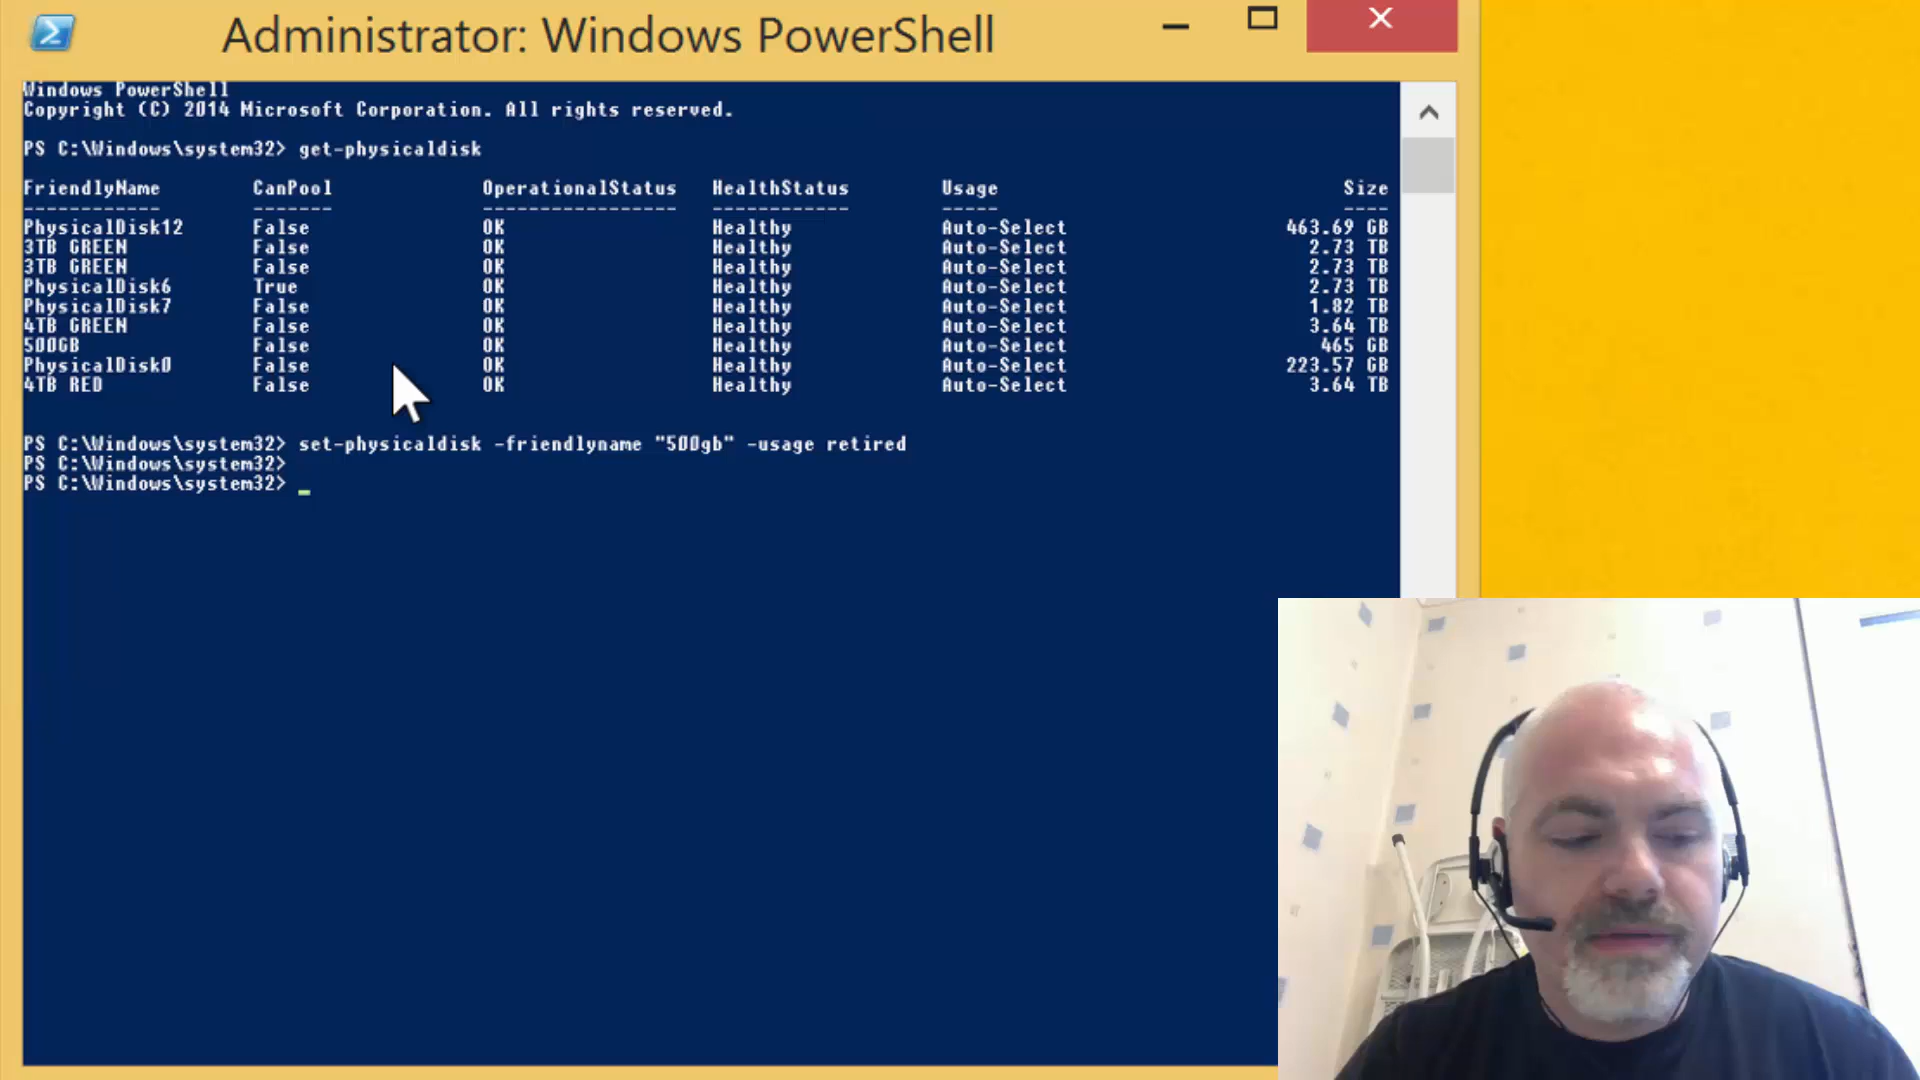 Administrator: Windows PowerShell
Windows PowerShell
Copyright (C) 2014 Microsoft Corporation. All rights reserved.
PS C:\Windows\system32> get-physicaldisk
FriendlyName CanPool OperationalStatus HealthStatus Usage Size
------------ ------- ----------------- ------------ ----- ----
PhysicalDisk12 False OK Healthy Auto-Select 463.69 GB
3TB GREEN False OK Healthy Auto-Select 2.73 TB
3TB GREEN False OK Healthy Auto-Select 2.73 TB
PhysicalDisk6 True OK Healthy Auto-Select 2.73 TB
PhysicalDisk7 False OK Healthy Auto-Select 1.82 TB
4TB GREEN False OK Healthy Auto-Select 3.64 TB
500GB False OK Healthy Auto-Select 465 GB
PhysicalDisk0 False OK Healthy Auto-Select 223.57 GB
4TB RED False OK Healthy Auto-Select 3.64 TB
PS C:\Windows\system32> set-physicaldisk -friendlyname "500gb" -usage retired
PS C:\Windows\system32>
PS C:\Windows\system32> _